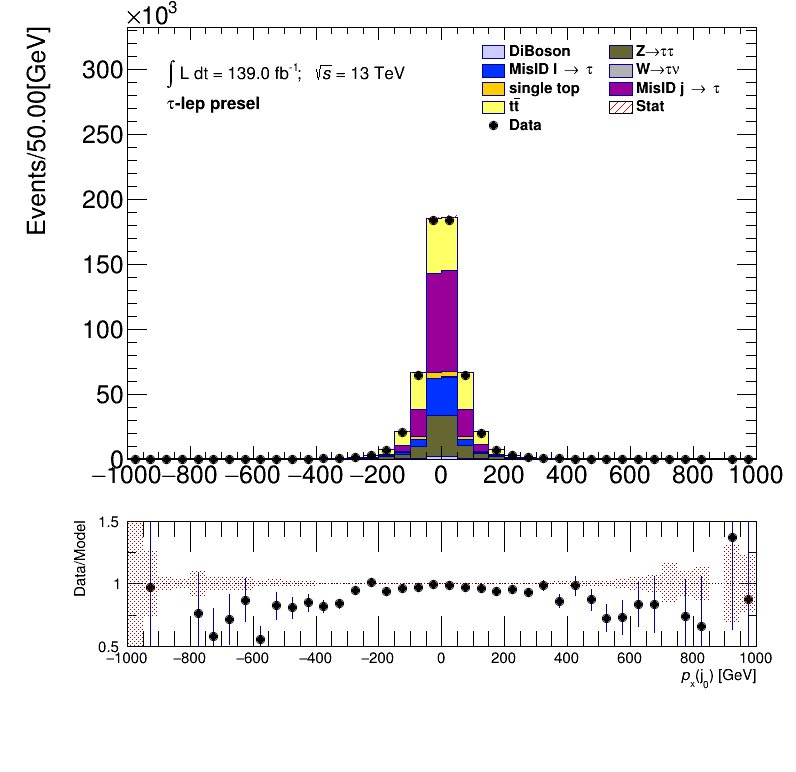 ×10³
Events/50.00[GeV]
300
250
200
150
100
50
0
∫ L dt = 139.0 fb⁻¹; √s = 13 TeV
τ-lep presel
DiBoson
Z→ττ
MisID l → τ
W→τν
single top
MisID j → τ
tt̄
Stat
Data
−1000 −800 −600 −400 −200 0 200 400 600 800 1000
Data/Model
1.5
1
0.5
−1000 −800 −600 −400 −200 0 200 400 600 800 1000
pₓ(j₀) [GeV]